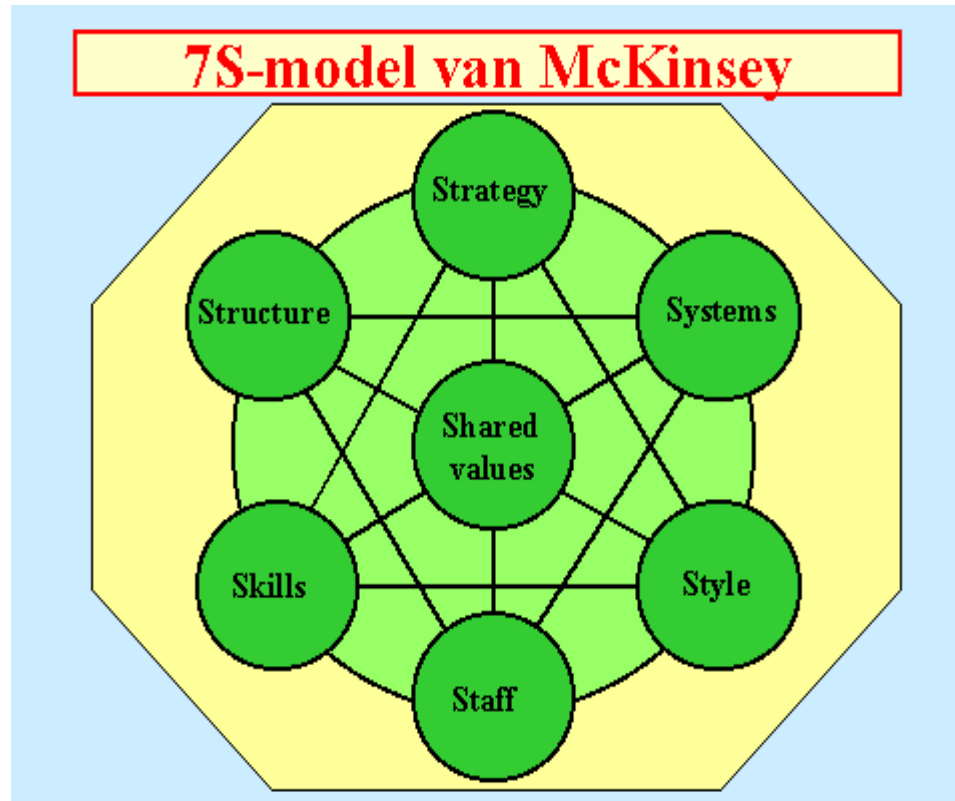 7S-model van McKinsey
Strategy
Structure
Systems
Shared
values
Skills
Style
Staff